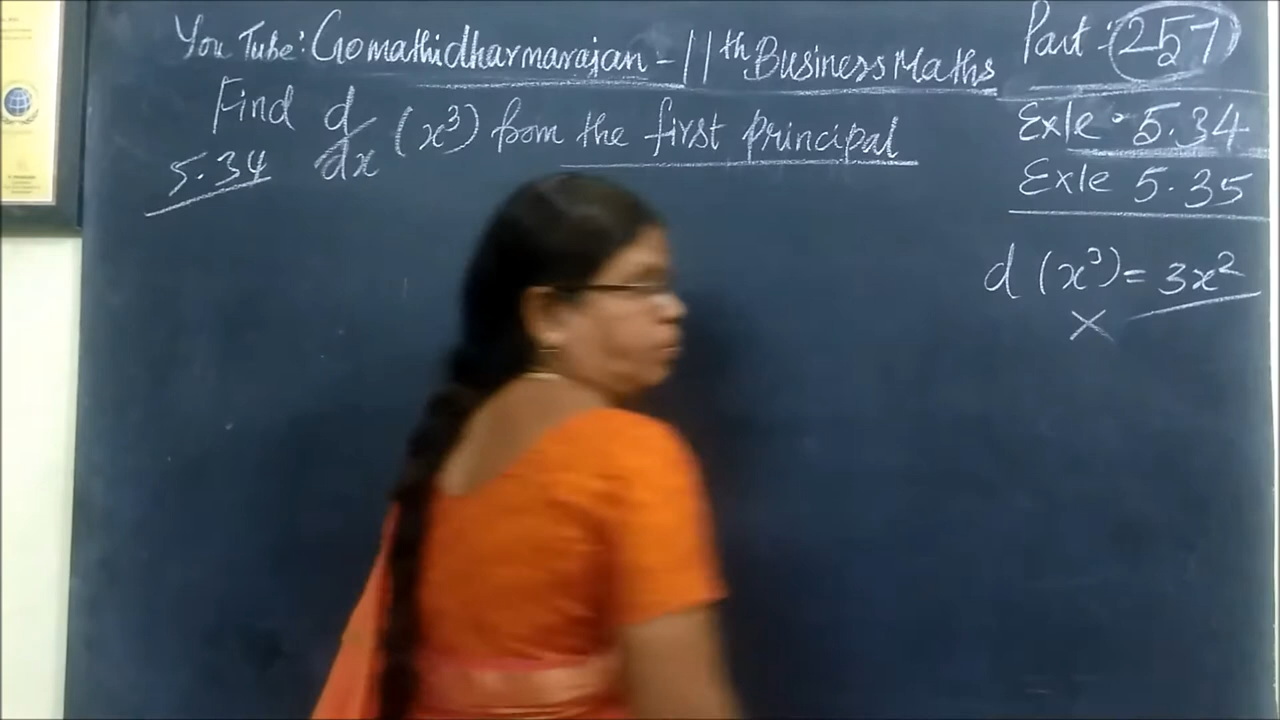 You Tube: Gomathidharmarajan - 11th Business Maths
Part : 257
Find d/dx (x³) from the first principal
5.34
Exle 5.34
Exle 5.35
d (x³) = 3x²
×